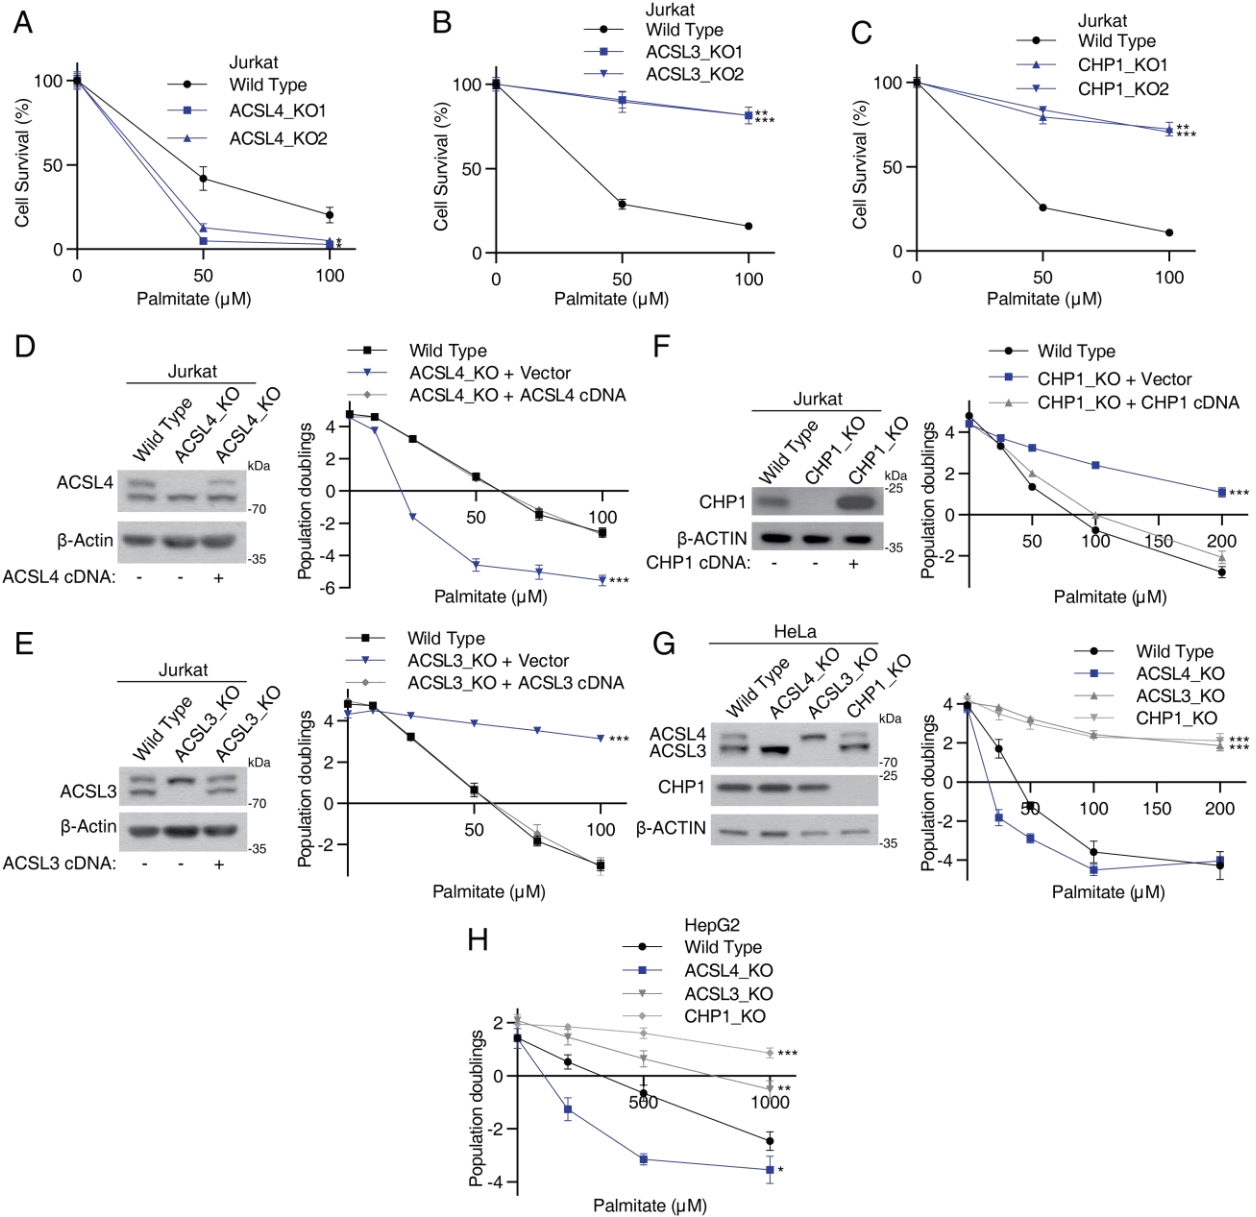 A
Jurkat
Wild Type
ACSL4_KO1
ACSL4_KO2
Cell Survival (%)
100
50
0
*
*
0 50 100
Palmitate (µM)
B
Jurkat
Wild Type
ACSL3_KO1
ACSL3_KO2
Cell Survival (%)
100
50
0
**
***
0 50 100
Palmitate (µM)
C
Jurkat
Wild Type
CHP1_KO1
CHP1_KO2
Cell Survival (%)
100
50
0
**
***
0 50 100
Palmitate (µM)
D
Jurkat
Wild Type
ACSL4_KO
ACSL4_KO
kDa
ACSL4
-70
β-Actin
-35
ACSL4 cDNA: - - +
Wild Type
ACSL4_KO + Vector
ACSL4_KO + ACSL4 cDNA
Population doublings
4
2
0
-2
-4
-6
50 100
***
Palmitate (µM)
F
Jurkat
Wild Type
CHP1_KO
CHP1_KO
kDa
-25
CHP1
β-ACTIN
-35
CHP1 cDNA: - - +
Wild Type
CHP1_KO + Vector
CHP1_KO + CHP1 cDNA
Population doublings
4
2
0
-2
50 100 150 200
***
Palmitate (µM)
E
Jurkat
Wild Type
ACSL3_KO
ACSL3_KO
kDa
ACSL3
-70
β-Actin
-35
ACSL3 cDNA: - - +
Wild Type
ACSL3_KO + Vector
ACSL3_KO + ACSL3 cDNA
Population doublings
4
2
0
-2
50 100
***
Palmitate (µM)
G
HeLa
Wild Type
ACSL4_KO
ACSL3_KO
CHP1_KO
kDa
ACSL4
ACSL3
-70
-25
CHP1
β-ACTIN
-35
Wild Type
ACSL4_KO
ACSL3_KO
CHP1_KO
Population doublings
4
2
0
-2
-4
50 100 150 200
***
***
Palmitate (µM)
H
HepG2
Wild Type
ACSL4_KO
ACSL3_KO
CHP1_KO
Population doublings
2
0
-2
-4
500 1000
***
**
*
Palmitate (µM)